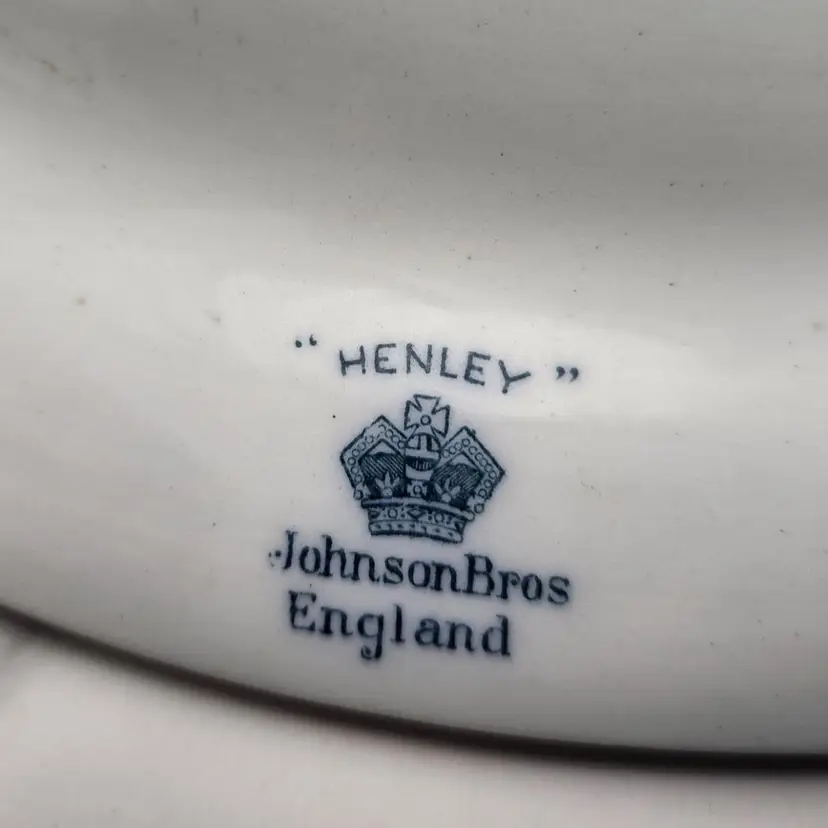 “ HENLEY ”
JohnsonBros
England